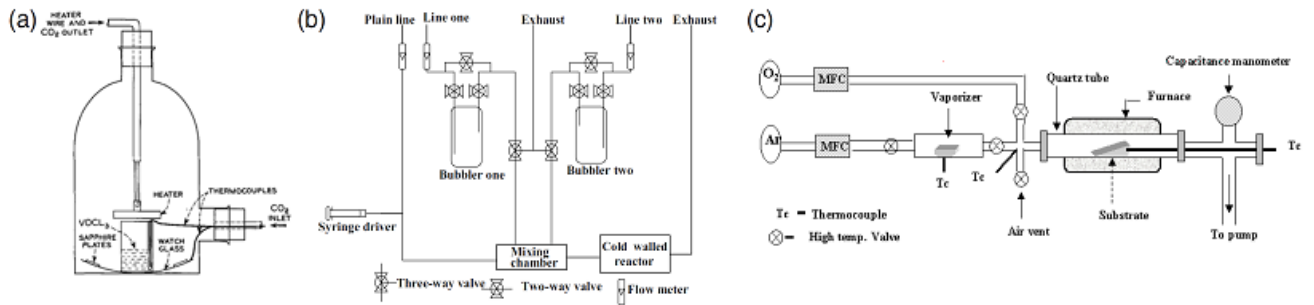 (a)
HEATER
WIRE AND
CO₂ OUTLET
HEATER
THERMOCOUPLES
CO₂
INLET
VOCL₃
SAPPHIRE
PLATES
WATCH
GLASS
(b)
Plain line
Line one
Exhaust
Line two
Exhaust
Bubbler one
Bubbler two
Syringe driver
Mixing
chamber
Cold walled
reactor
Three-way valve
Two-way valve
Flow meter
(c)
O₂
MFC
Ar
MFC
Vaporizer
Tc
Tc
Quartz tube
Furnace
Capacitance manometer
Tc
Substrate
Air vent
To pump
Tc Thermocouple
High temp. Valve